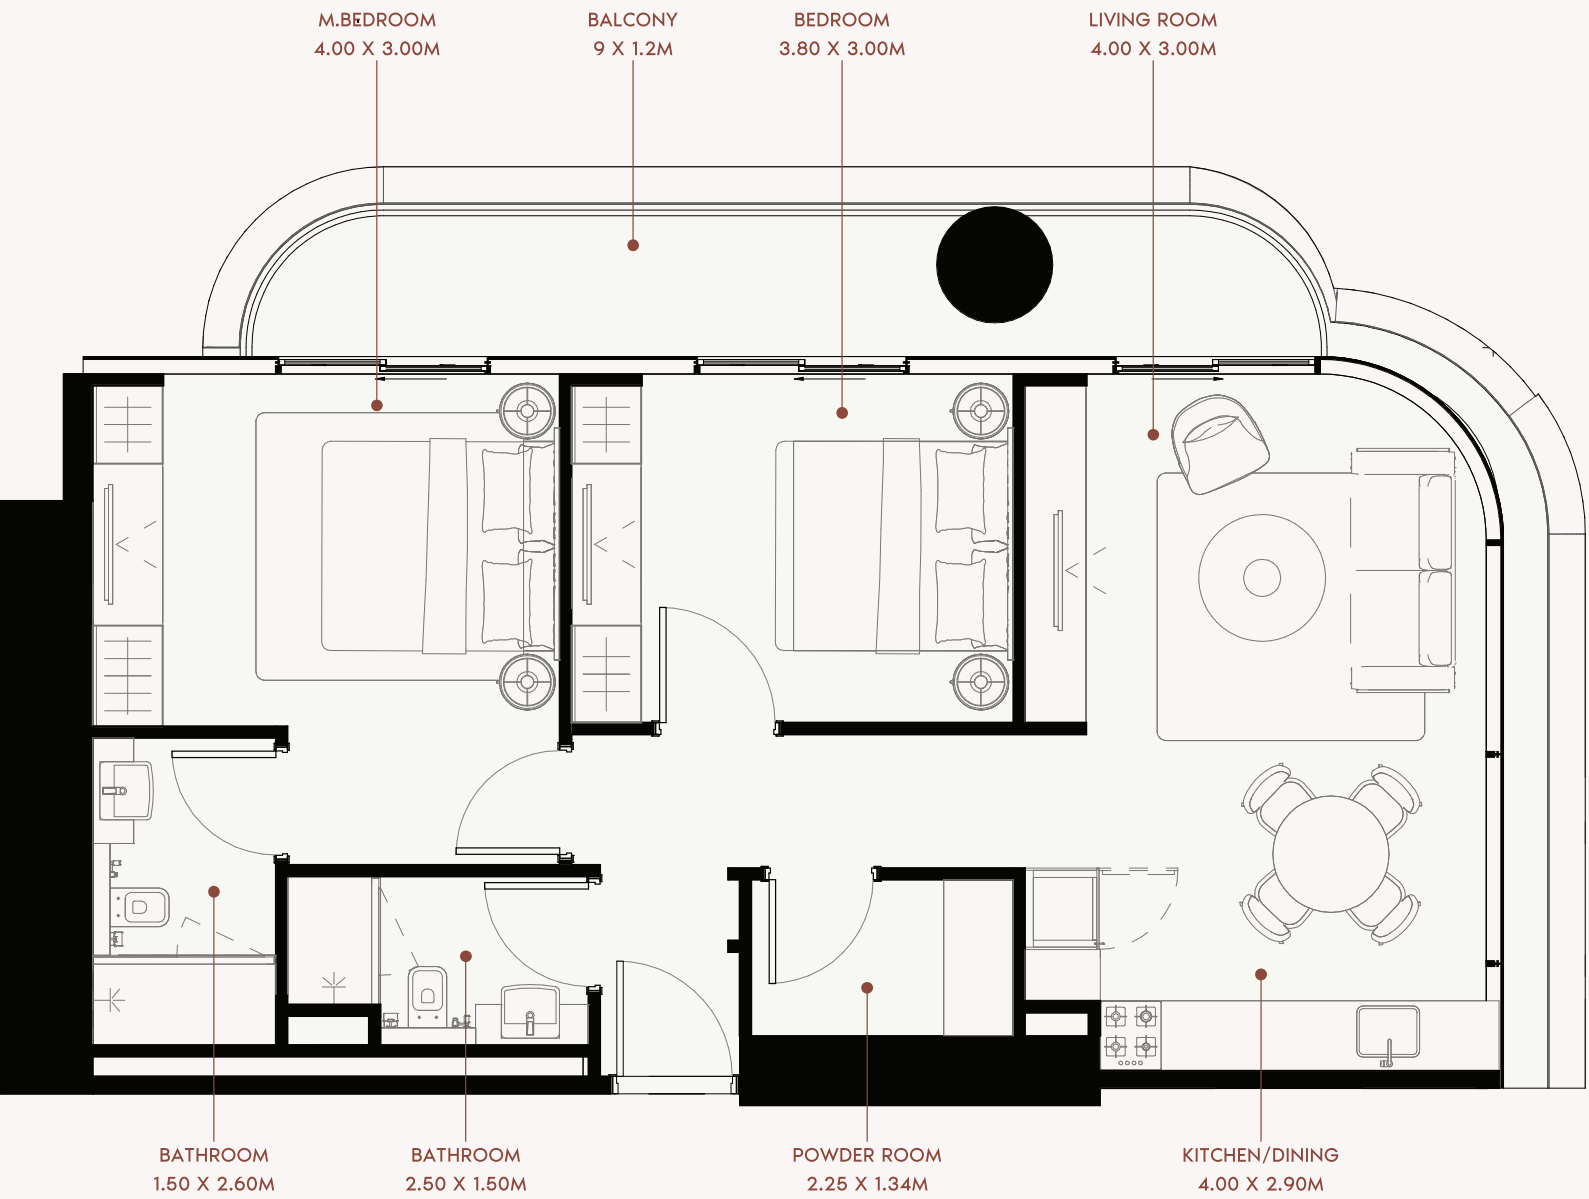 M.BEDROOM
4.00 X 3.00M
BALCONY
9 X 1.2M
BEDROOM
3.80 X 3.00M
LIVING ROOM
4.00 X 3.00M
BATHROOM
1.50 X 2.60M
BATHROOM
2.50 X 1.50M
POWDER ROOM
2.25 X 1.34M
KITCHEN/DINING
4.00 X 2.90M